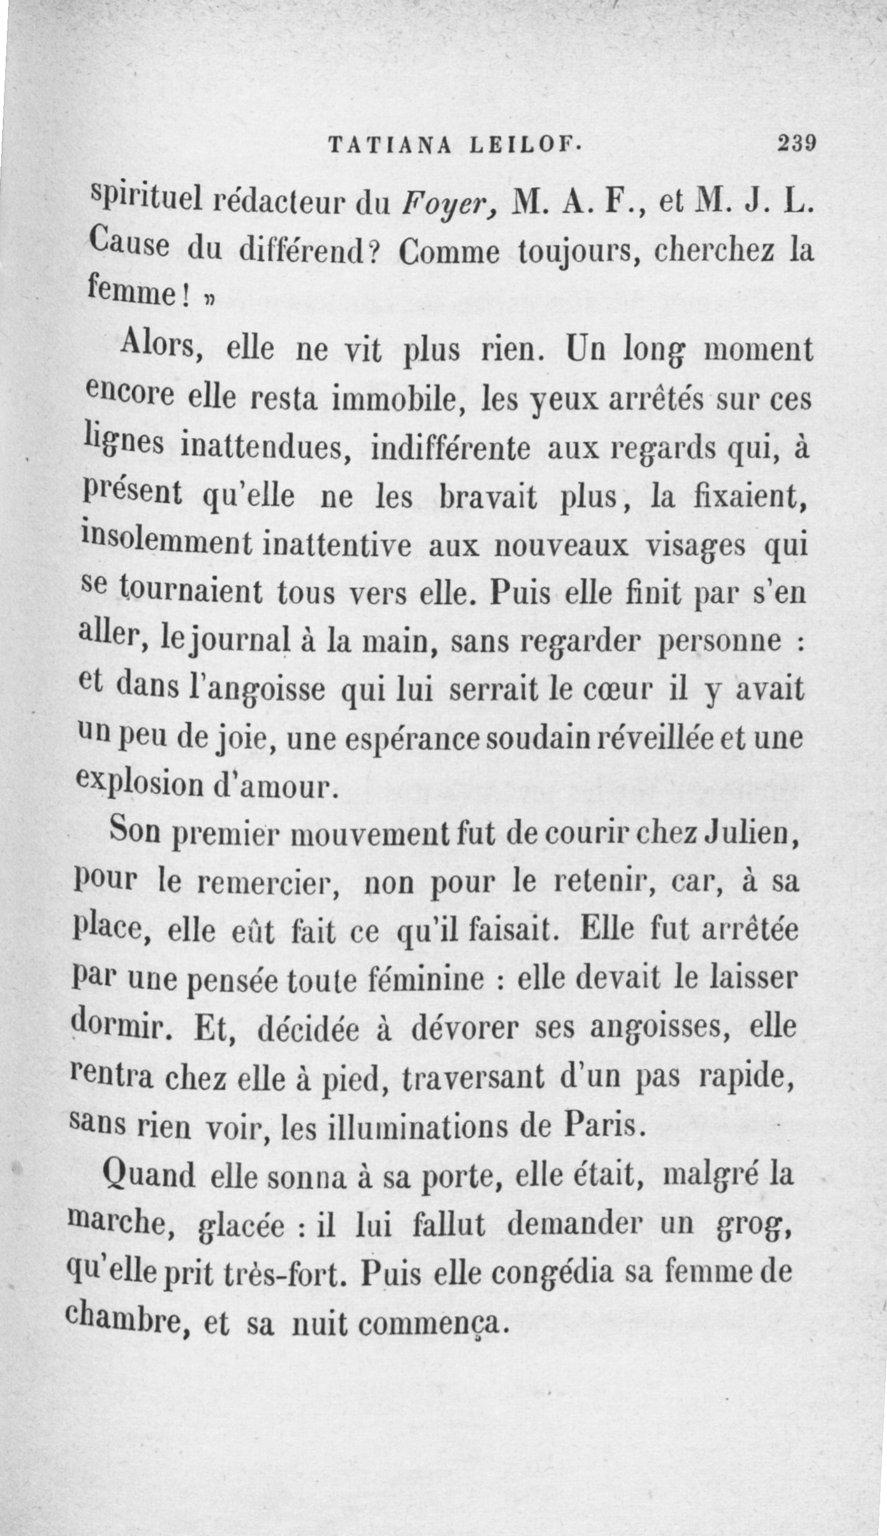 TATIANA LEILOF. 239
spirituel rédacteur du Foyer, M. A. F., et M. J. L.
Cause du différend? Comme toujours, cherchez la
femme! »
Alors, elle ne vit plus rien. Un long moment
encore elle resta immobile, les yeux arrêtés sur ces
lignes inattendues, indifférente aux regards qui, à
présent qu'elle ne les bravait plus, la fixaient,
insolemment inattentive aux nouveaux visages qui
se tournaient tous vers elle. Puis elle finit par s'en
aller, le journal à la main, sans regarder personne :
et dans l'angoisse qui lui serrait le cœur il y avait
un peu de joie, une espérance soudain réveillée et une
explosion d'amour.
Son premier mouvement fut de courir chez Julien,
pour le remercier, non pour le retenir, car, à sa
place, elle eût fait ce qu'il faisait. Elle fut arrêtée
par une pensée toute féminine : elle devait le laisser
dormir. Et, décidée à dévorer ses angoisses, elle
rentra chez elle à pied, traversant d'un pas rapide,
sans rien voir, les illuminations de Paris.
Quand elle sonna à sa porte, elle était, malgré la
marche, glacée : il lui fallut demander un grog,
qu'elle prit très-fort. Puis elle congédia sa femme de
chambre, et sa nuit commença.